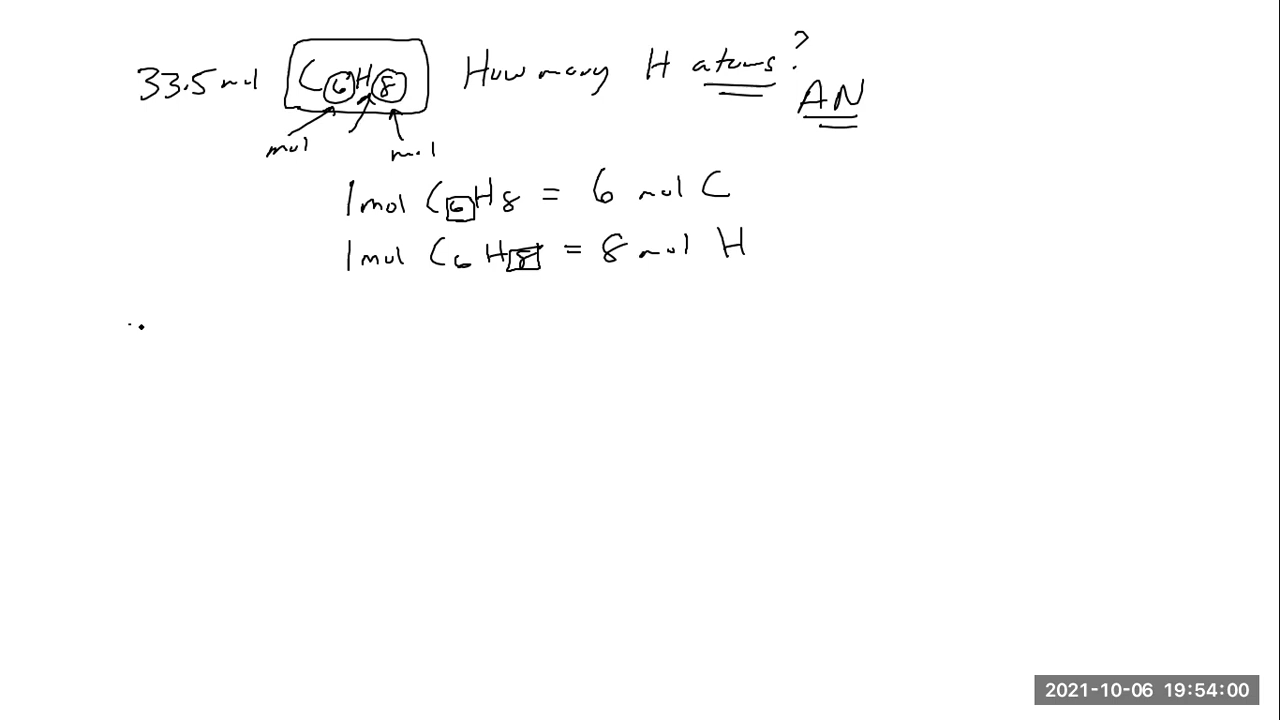 33.5 mol C6H8 How many H atoms?
AN
mol mol
1 mol C6H8 = 6 mol C
1 mol C6H8 = 8 mol H
2021-10-06 19:54:00